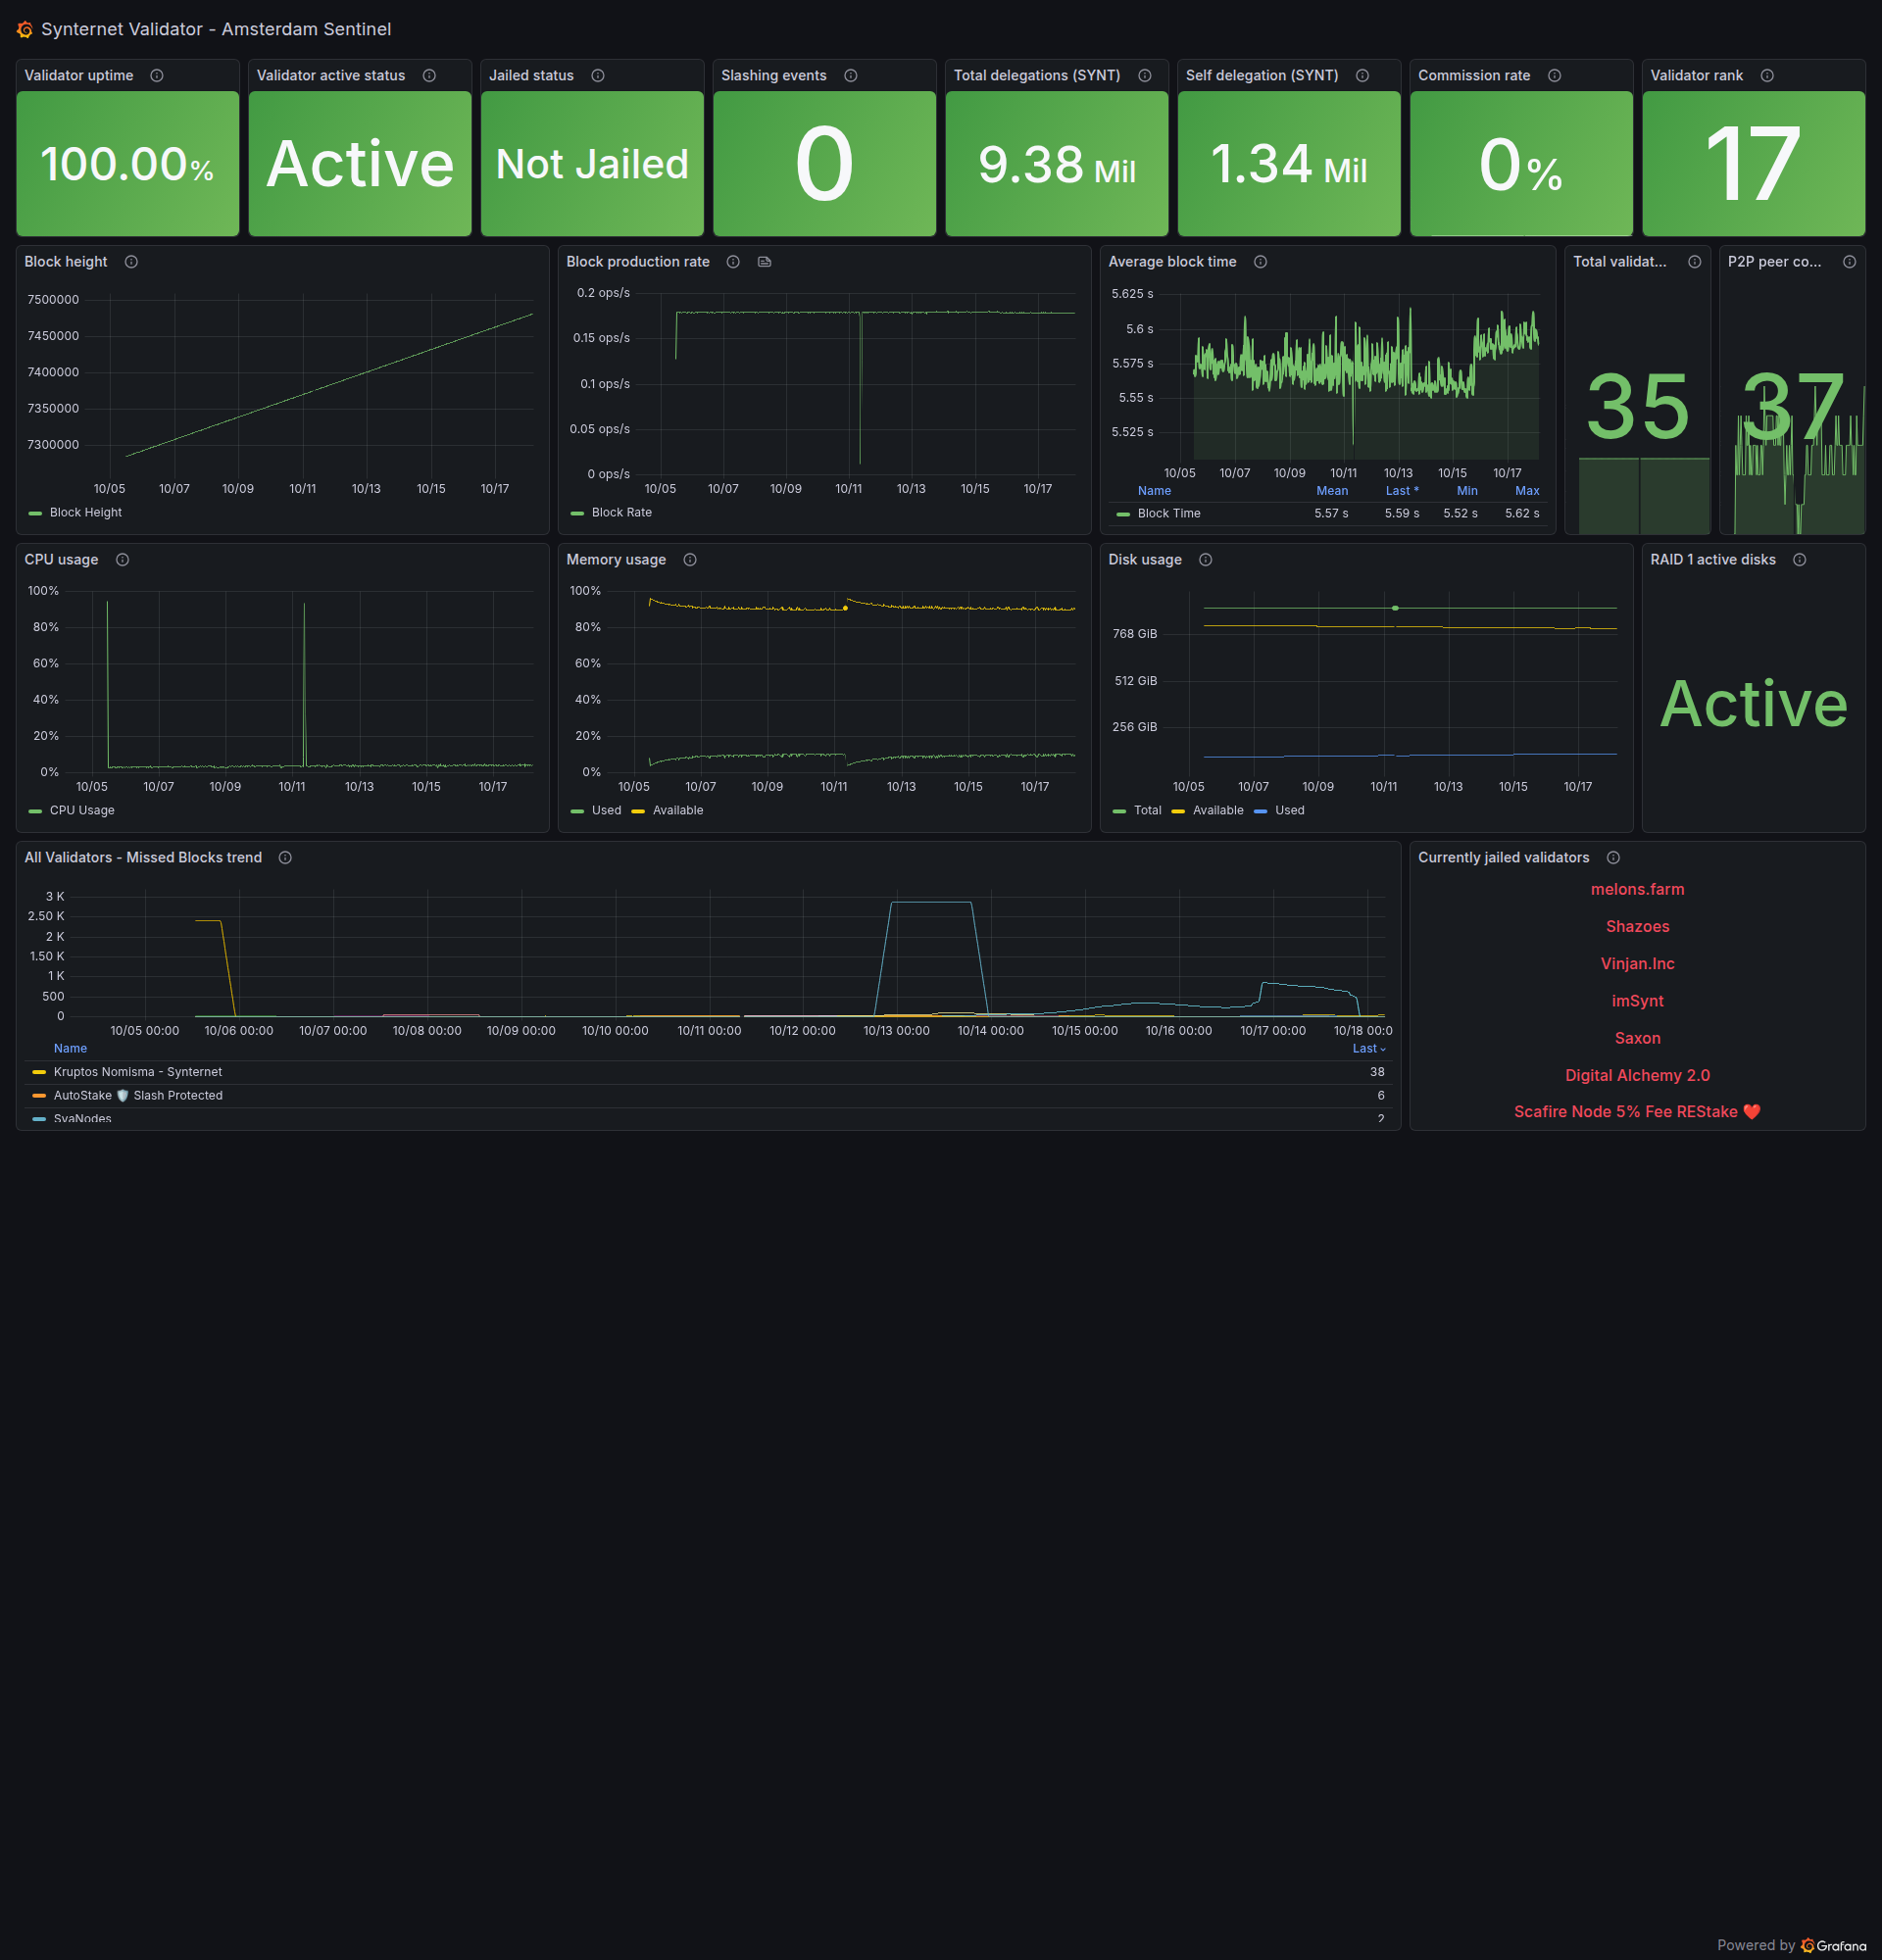 Synternet Validator - Amsterdam Sentinel
Validator uptime
100.00%
Validator active status
Active
Jailed status
Not Jailed
Slashing events
0
Total delegations (SYNT)
9.38 Mil
Self delegation (SYNT)
1.34 Mil
Commission rate
0%
Validator rank
17
Block height
7500000
7450000
7400000
7350000
7300000
10/05 10/07 10/09 10/11 10/13 10/15 10/17
Block Height
Block production rate
0.2 ops/s
0.15 ops/s
0.1 ops/s
0.05 ops/s
0 ops/s
10/05 10/07 10/09 10/11 10/13 10/15 10/17
Block Rate
Average block time
5.625 s
5.6 s
5.575 s
5.55 s
5.525 s
10/05 10/07 10/09 10/11 10/13 10/15 10/17
Name Mean Last * Min Max
Block TIme 5.57 s 5.59 s 5.52 s 5.62 s
Total validat...
35
P2P peer co...
37
CPU usage
100%
80%
60%
40%
20%
0%
10/05 10/07 10/09 10/11 10/13 10/15 10/17
CPU Usage
Memory usage
100%
80%
60%
40%
20%
0%
10/05 10/07 10/09 10/11 10/13 10/15 10/17
Used Available
Disk usage
768 GiB
512 GiB
256 GiB
10/05 10/07 10/09 10/11 10/13 10/15 10/17
Total Available Used
RAID 1 active disks
Active
All Validators - Missed Blocks trend
3 K
2.50 K
2 K
1.50 K
1 K
500
0
10/05 00:00 10/06 00:00 10/07 00:00 10/08 00:00 10/09 00:00 10/10 00:00 10/11 00:00 10/12 00:00 10/13 00:00 10/14 00:00 10/15 00:00 10/16 00:00 10/17 00:00 10/18 00:0
Name Last
Kruptos Nomisma - Synternet 38
AutoStake 🛡️ Slash Protected 6
SvaNodes 2
Currently jailed validators
melons.farm
Shazoes
Vinjan.Inc
imSynt
Saxon
Digital Alchemy 2.0
Scafire Node 5% Fee REStake ❤️
Powered by Grafana